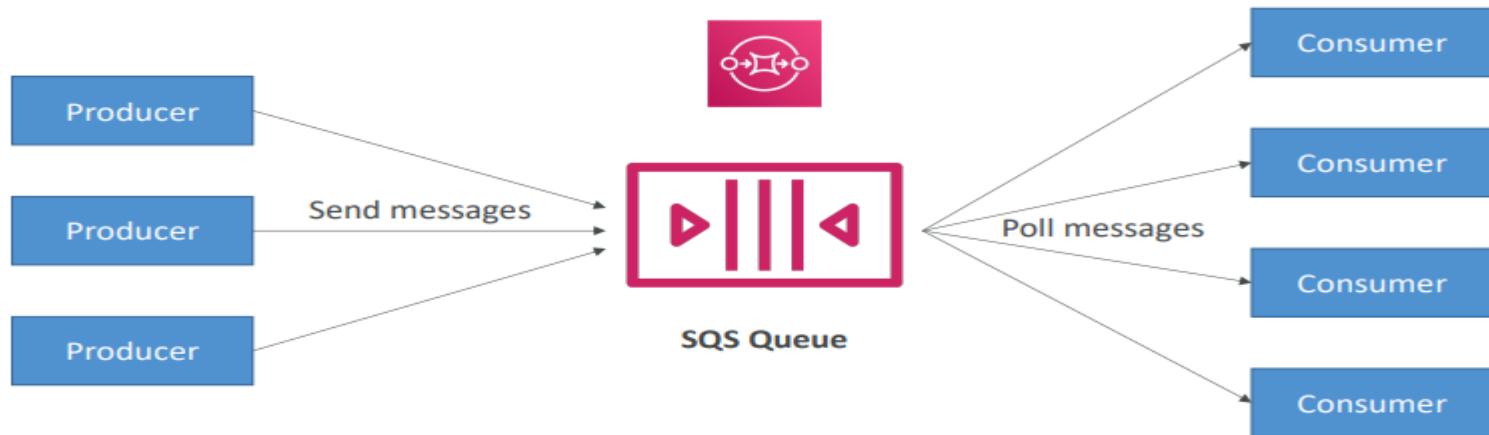 Producer
Producer
Producer
Send messages
SQS Queue
Poll messages
Consumer
Consumer
Consumer
Consumer